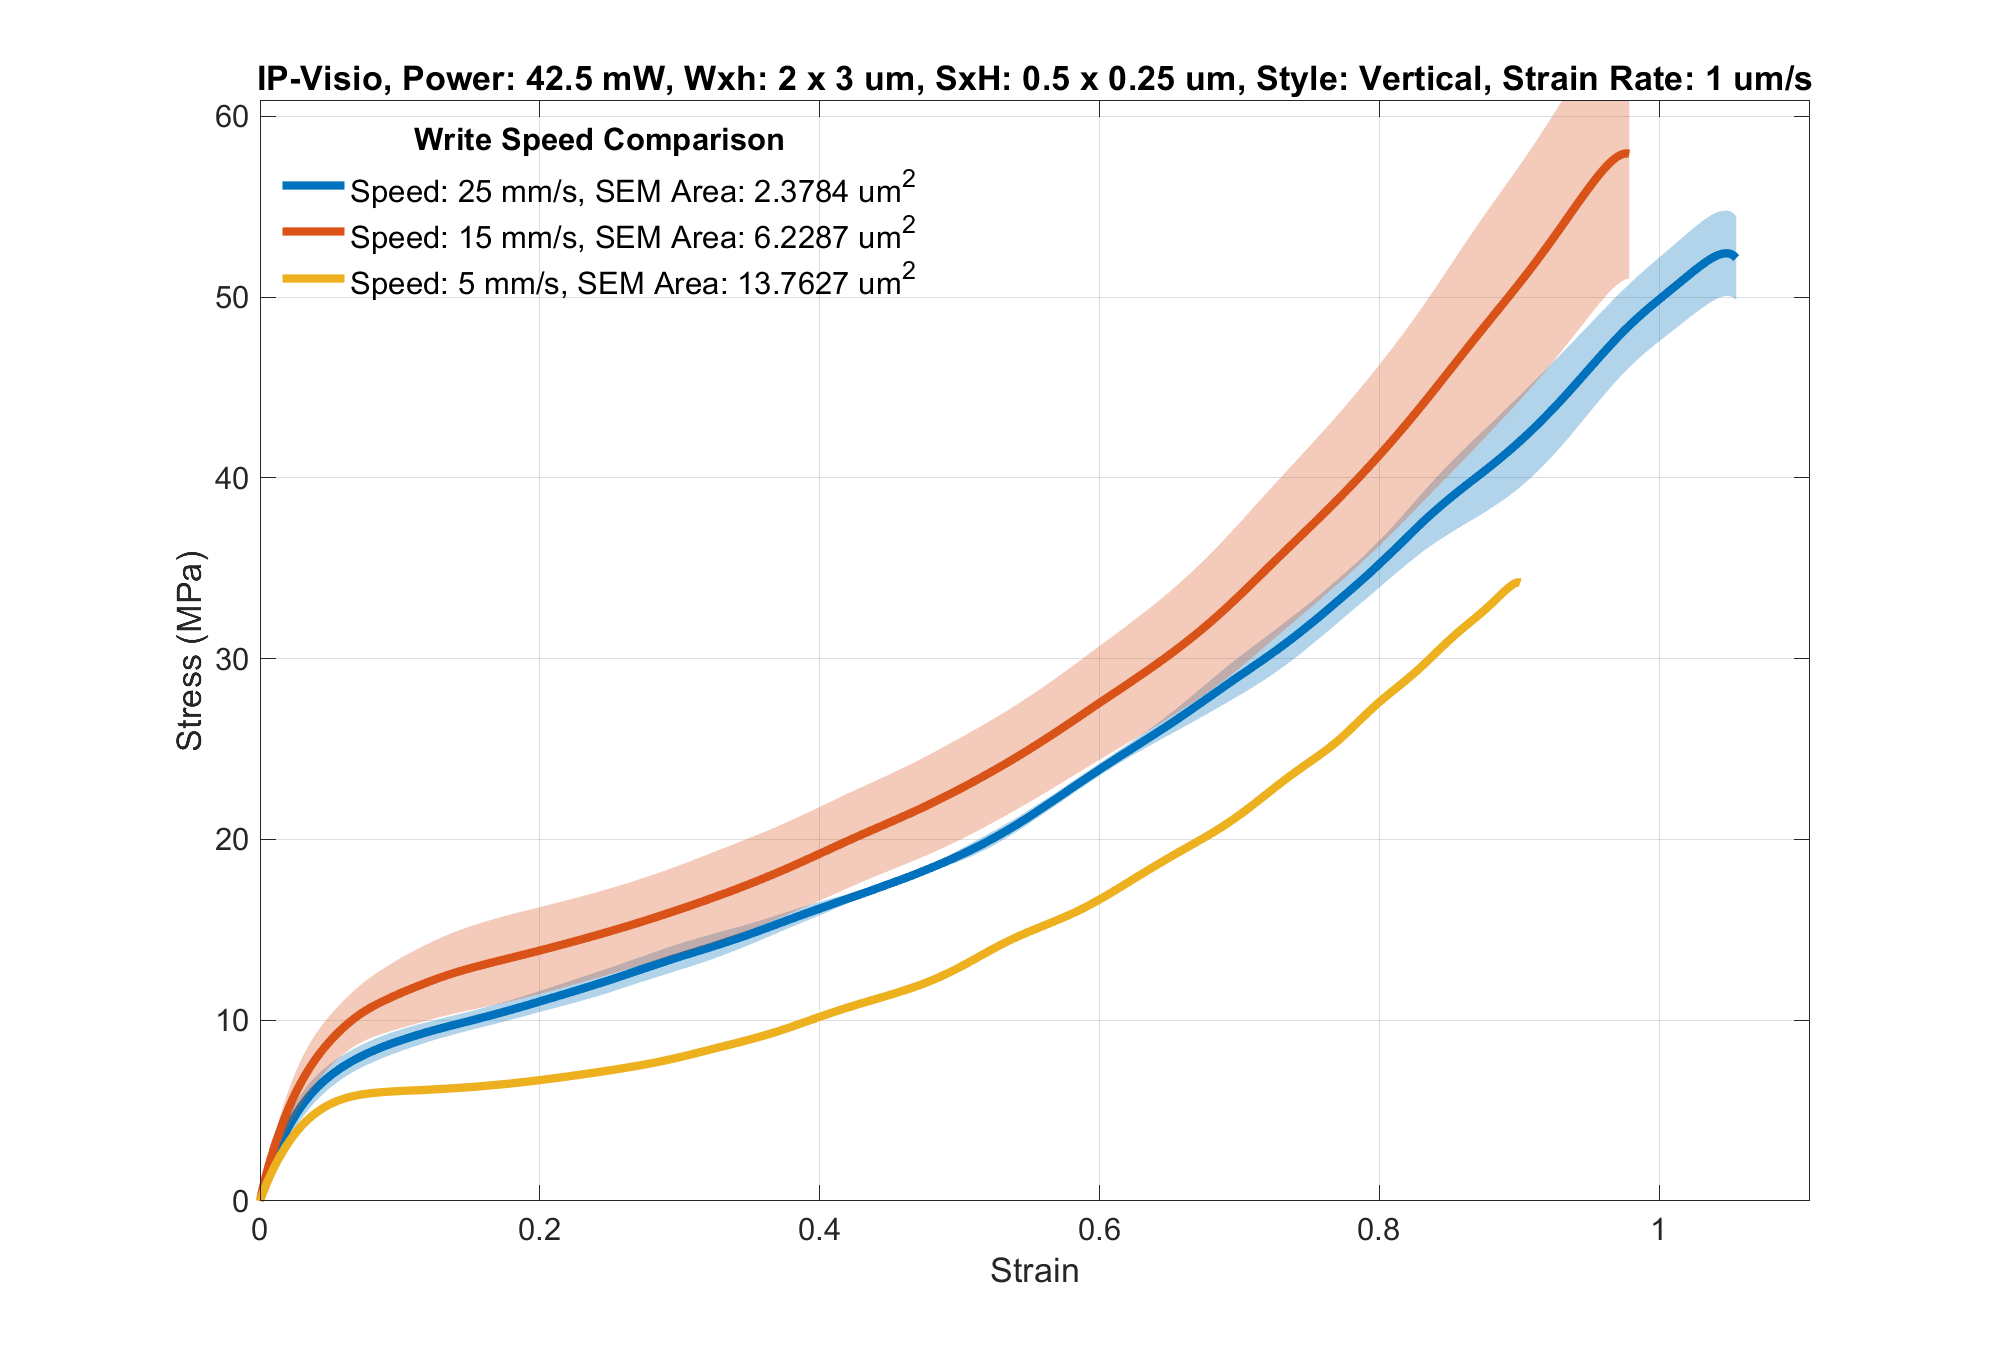 IP-Visio, Power: 42.5 mW, Wxh: 2 x 3 um, SxH: 0.5 x 0.25 um, Style: Vertical, Strain Rate: 1 um/s
Write Speed Comparison
Speed: 25 mm/s, SEM Area: 2.3784 um²
Speed: 15 mm/s, SEM Area: 6.2287 um²
Speed: 5 mm/s, SEM Area: 13.7627 um²
Stress (MPa)
60
50
40
30
20
10
0
0 0.2 0.4 0.6 0.8 1
Strain